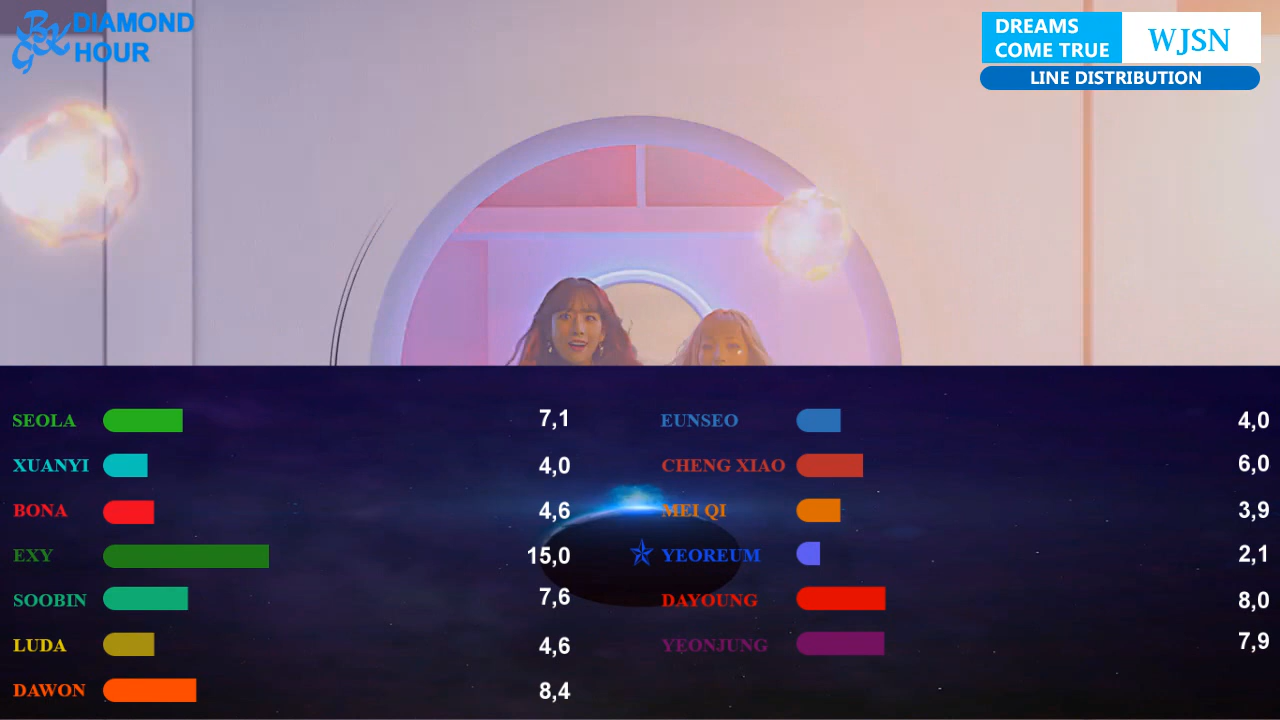 DIAMOND
HOUR
DREAMS
COME TRUE
WJSN
LINE DISTRIBUTION
SEOLA 7,1
XUANYI 4,0
BONA 4,6
EXY 15,0
SOOBIN 7,6
LUDA 4,6
DAWON 8,4
EUNSEO 4,0
CHENG XIAO 6,0
MEI QI 3,9
YEOREUM 2,1
DAYOUNG 8,0
YEONJUNG 7,9